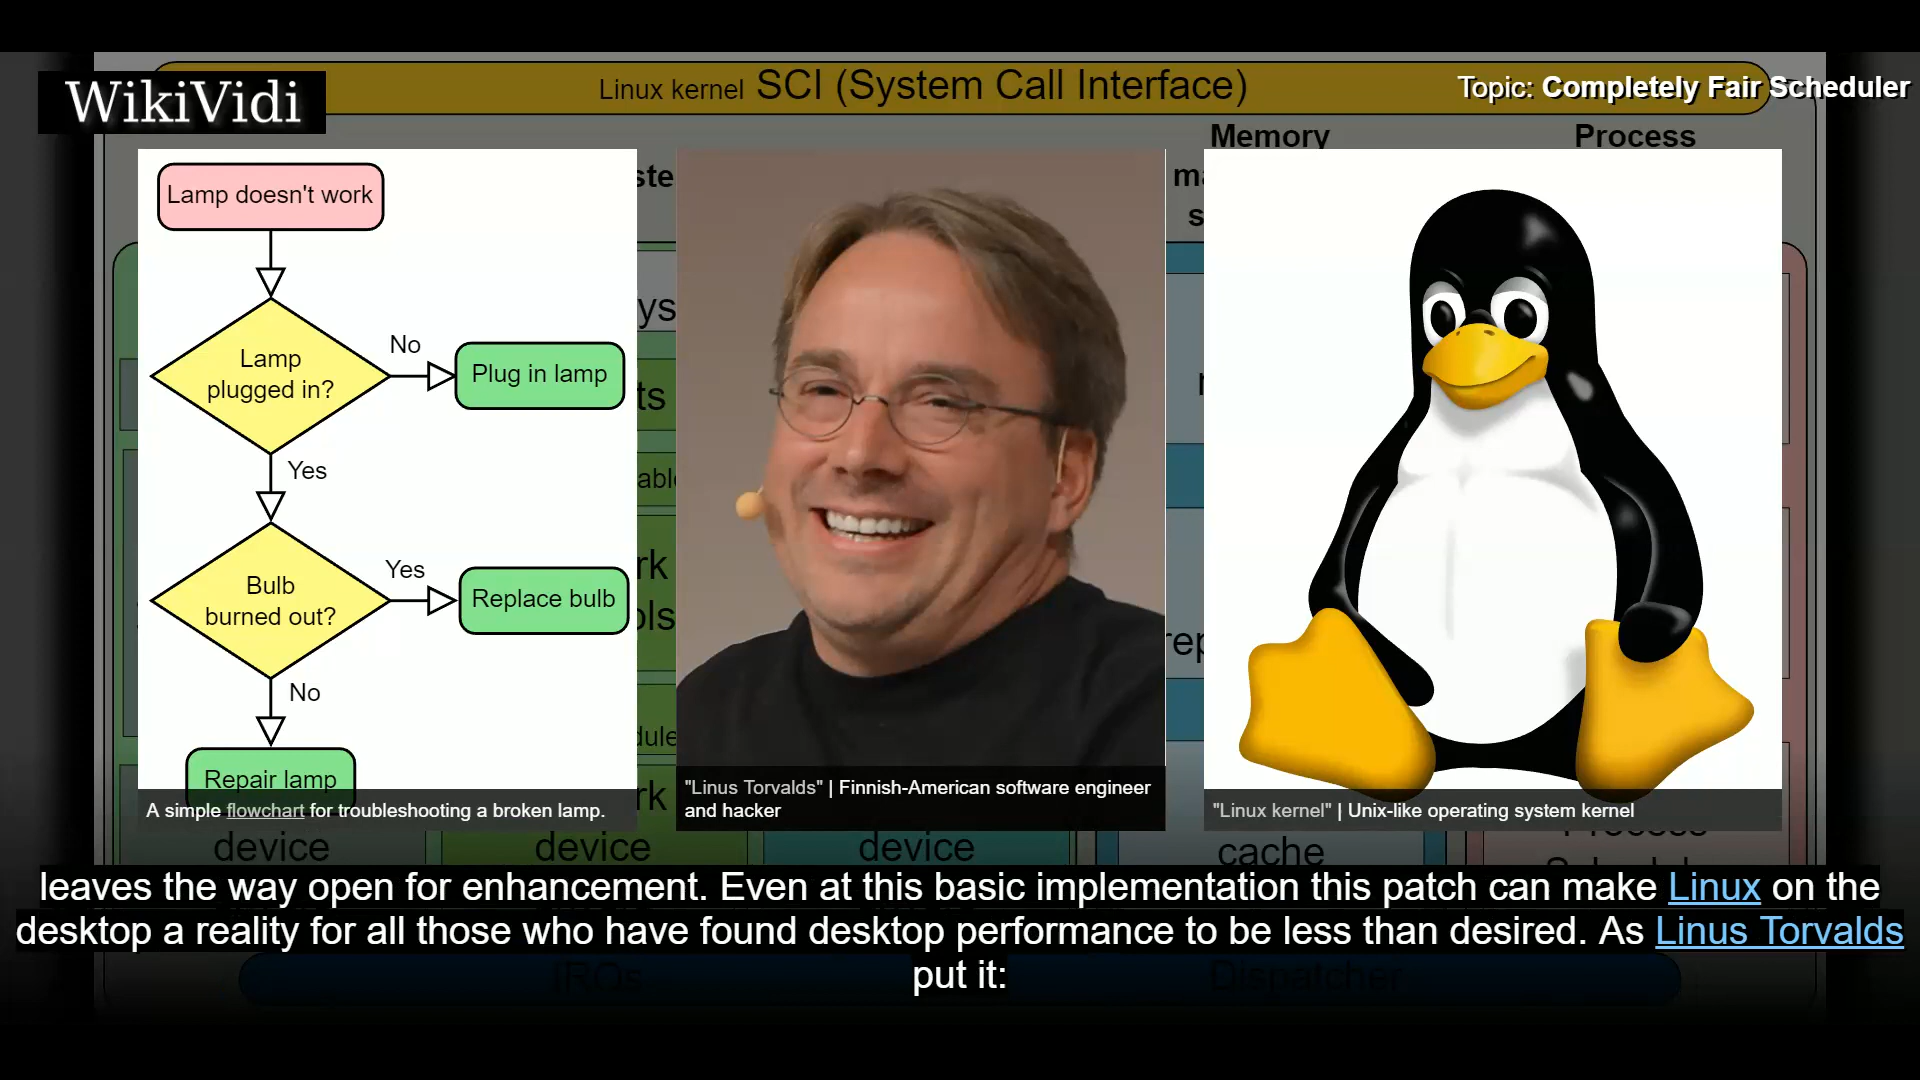 Linux kernel SCI (System Call Interface)
WikiVidi
Topic: Completely Fair Scheduler
Memory
Process
Lamp doesn't work
Lamp
plugged in?
No
Plug in lamp
Yes
Bulb
burned out?
Yes
Replace bulb
No
Repair lamp
A simple flowchart for troubleshooting a broken lamp.
"Linus Torvalds" | Finnish-American software engineer
and hacker
"Linux kernel" | Unix-like operating system kernel
device
device
device
cache
leaves the way open for enhancement. Even at this basic implementation this patch can make Linux on the
desktop a reality for all those who have found desktop performance to be less than desired. As Linus Torvalds
put it:
IRQs
Dispatcher